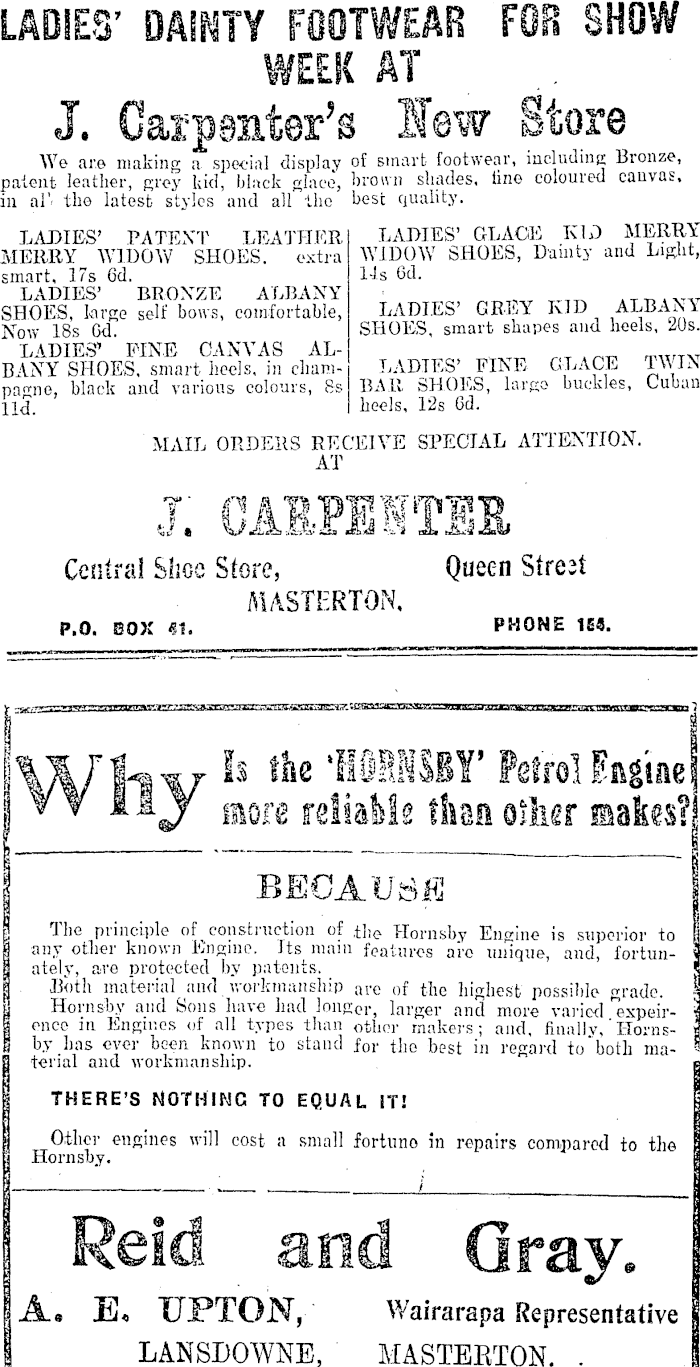 LADIES' DAINTY FOOTWEAR FOR SHOW
WEEK AT
J. Carpenter's New Store
We are making a special display of smart footwear, including Bronze,
patent leather, grey kid, black glace, brown shades, fine coloured canvas,
in al' the latest styles and all the best quality.
LADIES' PATENT LEATHER
MERRY WIDOW SHOES. extra
smart, 17s 6d.
LADIES' BRONZE ALBANY
SHOES, large self bows, comfortable,
Now 18s 6d.
LADIES' FINE CANVAS AL-
BANY SHOES, smart heels, in cham-
pagne, black and various colours, 8s
11d.
LADIES' GLACE KID MERRY
WIDOW SHOES, Dainty and Light,
14s 6d.
LADIES' GREY KID ALBANY
SHOES, smart shapes and heels, 20s.
LADIES' FINE GLACE TWIN
BAR SHOES, large buckles, Cuban
heels, 12s 6d.
MAIL ORDERS RECEIVE SPECIAL ATTENTION.
AT
J. CARPENTER
Central Shoe Store, Queen Street
MASTERTON.
P.O. BOX 41. PHONE 154.
Why Is the 'HORNSBY' Petrol Engine
more reliable than other makes?
BECAUSE
The principle of construction of the Hornsby Engine is superior to
any other known Engine. Its main features are unique, and, fortun-
ately, are protected by patents.
Both material and workmanship are of the highest possible grade.
Hornsby and Sons have had longer, larger and more varied expeir-
ence in Engines of all types than other makers; and, finally, Horns-
by has ever been known to stand for the best in regard to both ma-
terial and workmanship.
THERE'S NOTHING TO EQUAL IT!
Other engines will cost a small fortune in repairs compared to the
Hornsby.
Reid and Gray.
A. E. UPTON, Wairarapa Representative
LANSDOWNE, MASTERTON.